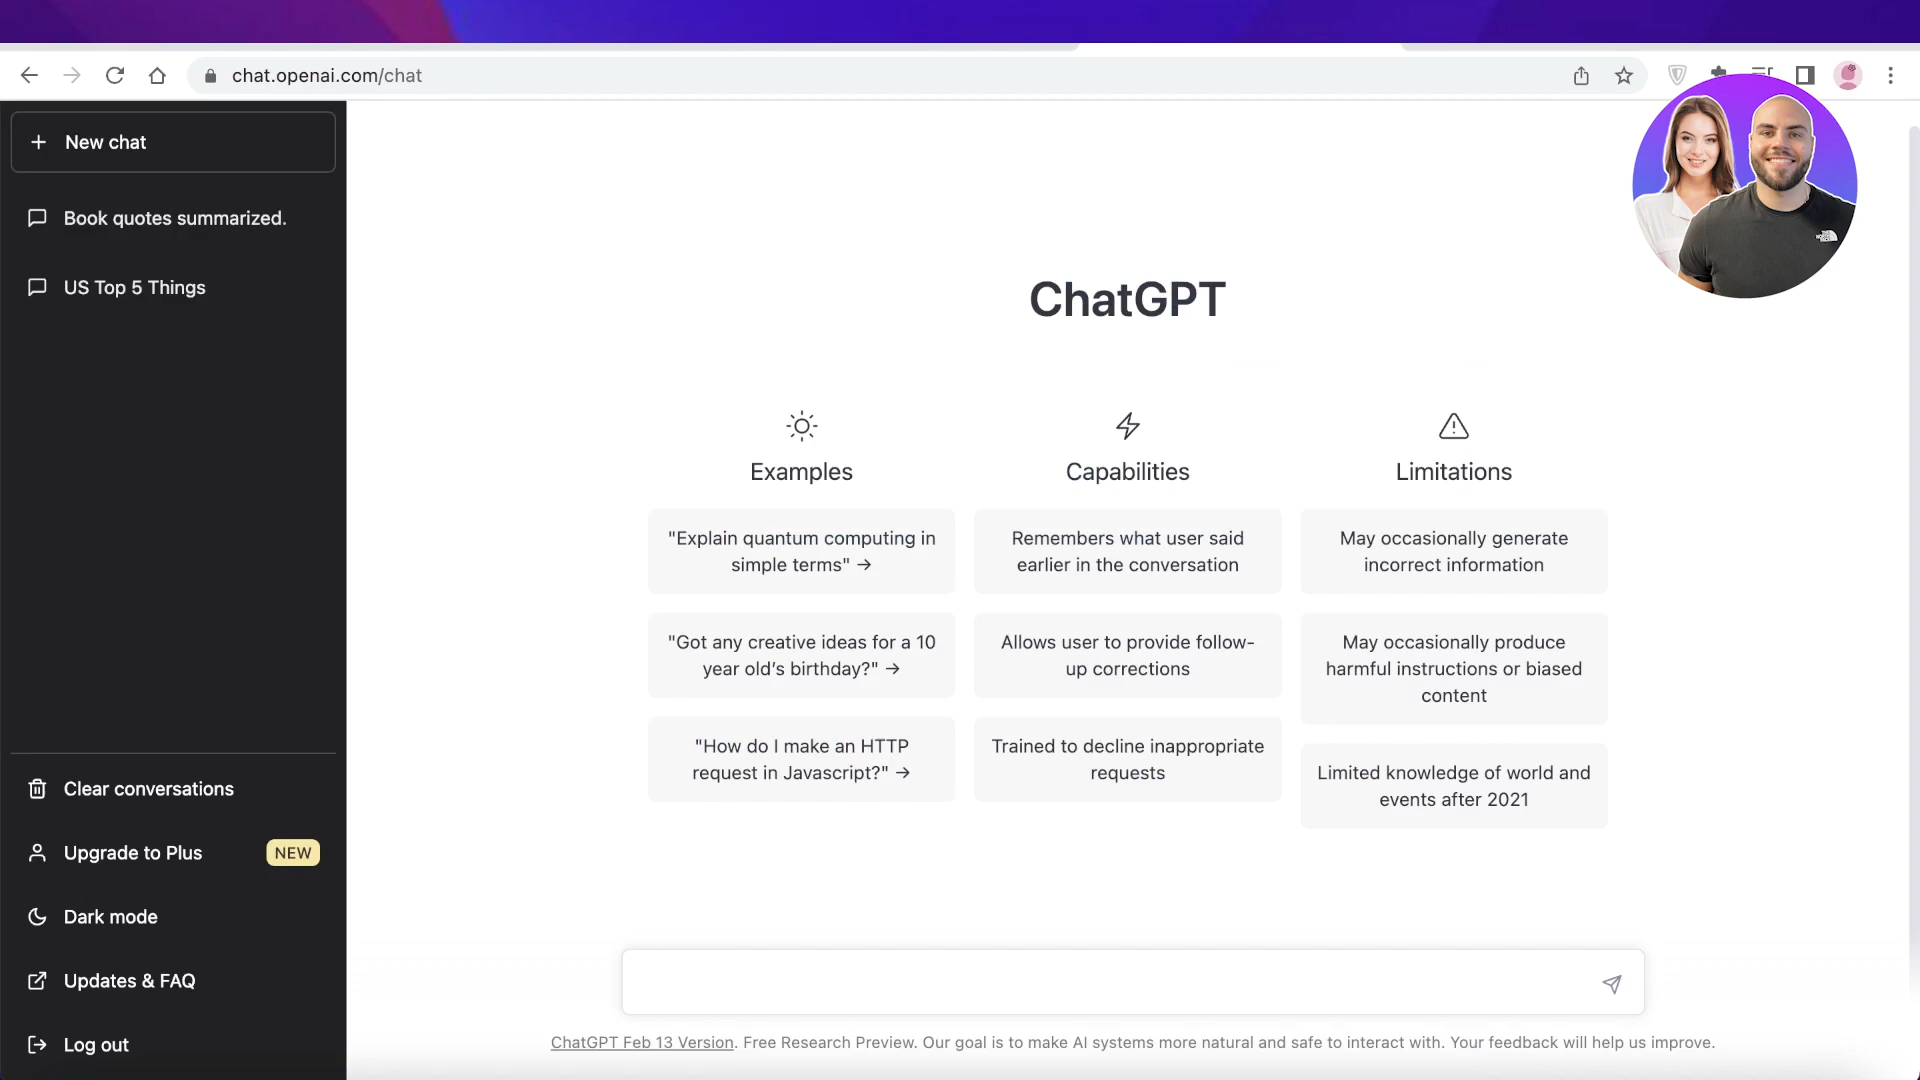 chat.openai.com/chat
New chat
Book quotes summarized.
US Top 5 Things
Clear conversations
Upgrade to Plus NEW
Dark mode
Updates & FAQ
Log out
ChatGPT
Examples
"Explain quantum computing in
simple terms" →
"Got any creative ideas for a 10
year old’s birthday?" →
"How do I make an HTTP
request in Javascript?" →
Capabilities
Remembers what user said
earlier in the conversation
Allows user to provide follow-
up corrections
Trained to decline inappropriate
requests
Limitations
May occasionally generate
incorrect information
May occasionally produce
harmful instructions or biased
content
Limited knowledge of world and
events after 2021
ChatGPT Feb 13 Version. Free Research Preview. Our goal is to make AI systems more natural and safe to interact with. Your feedback will help us improve.